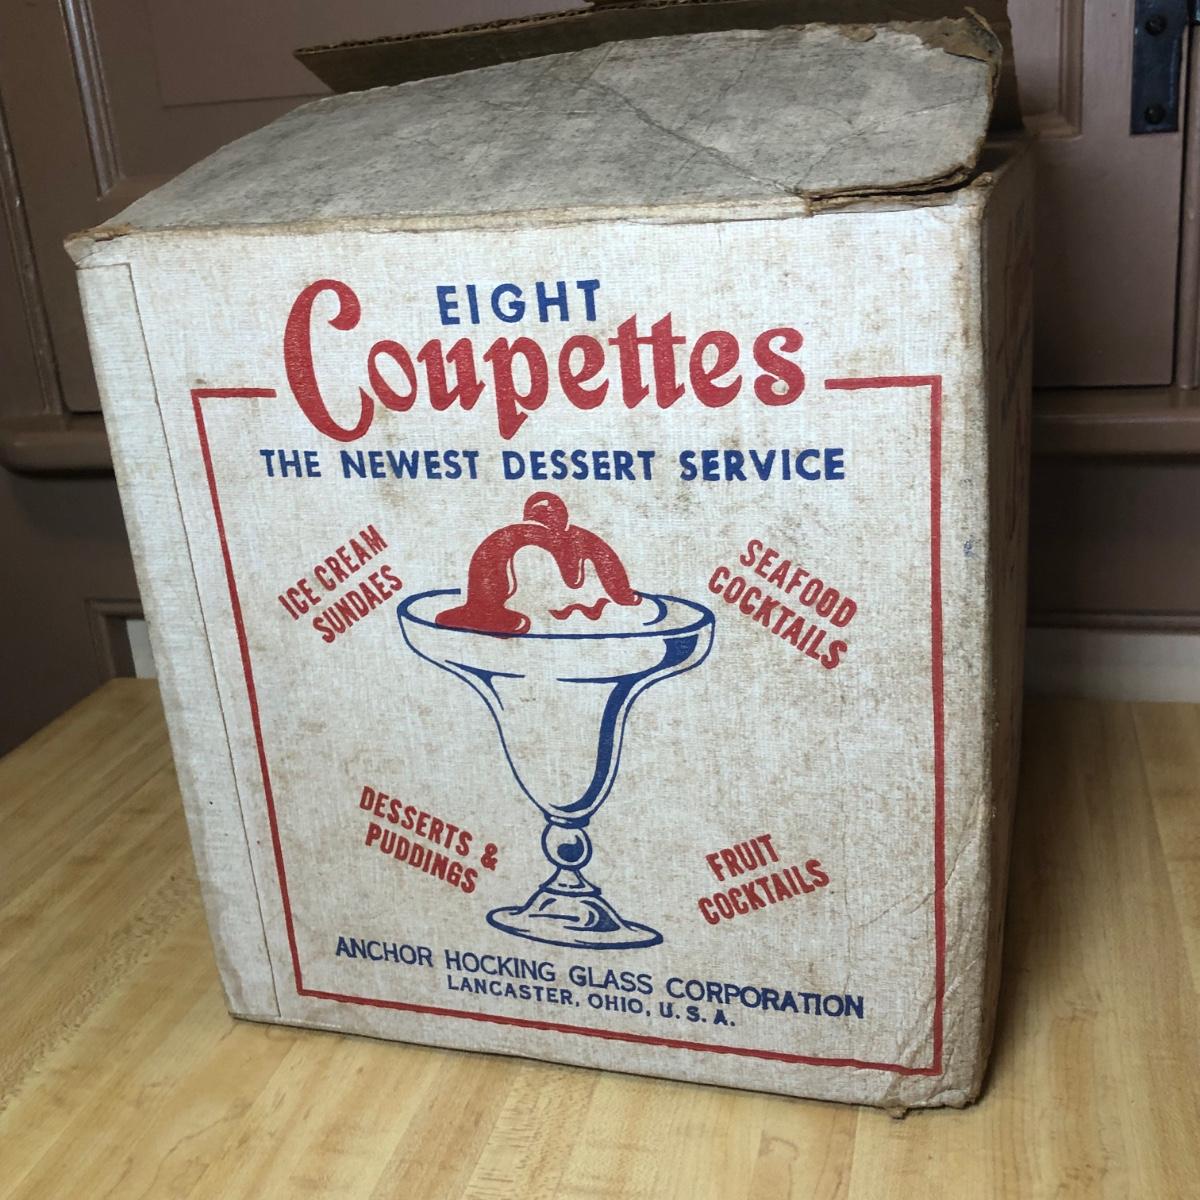 EIGHT
Coupettes
THE NEWEST DESSERT SERVICE
ICE CREAM
SUNDAES
SEAFOOD
COCKTAILS
DESSERTS &
PUDDINGS
FRUIT
COCKTAILS
ANCHOR HOCKING GLASS CORPORATION
LANCASTER, OHIO, U. S. A.